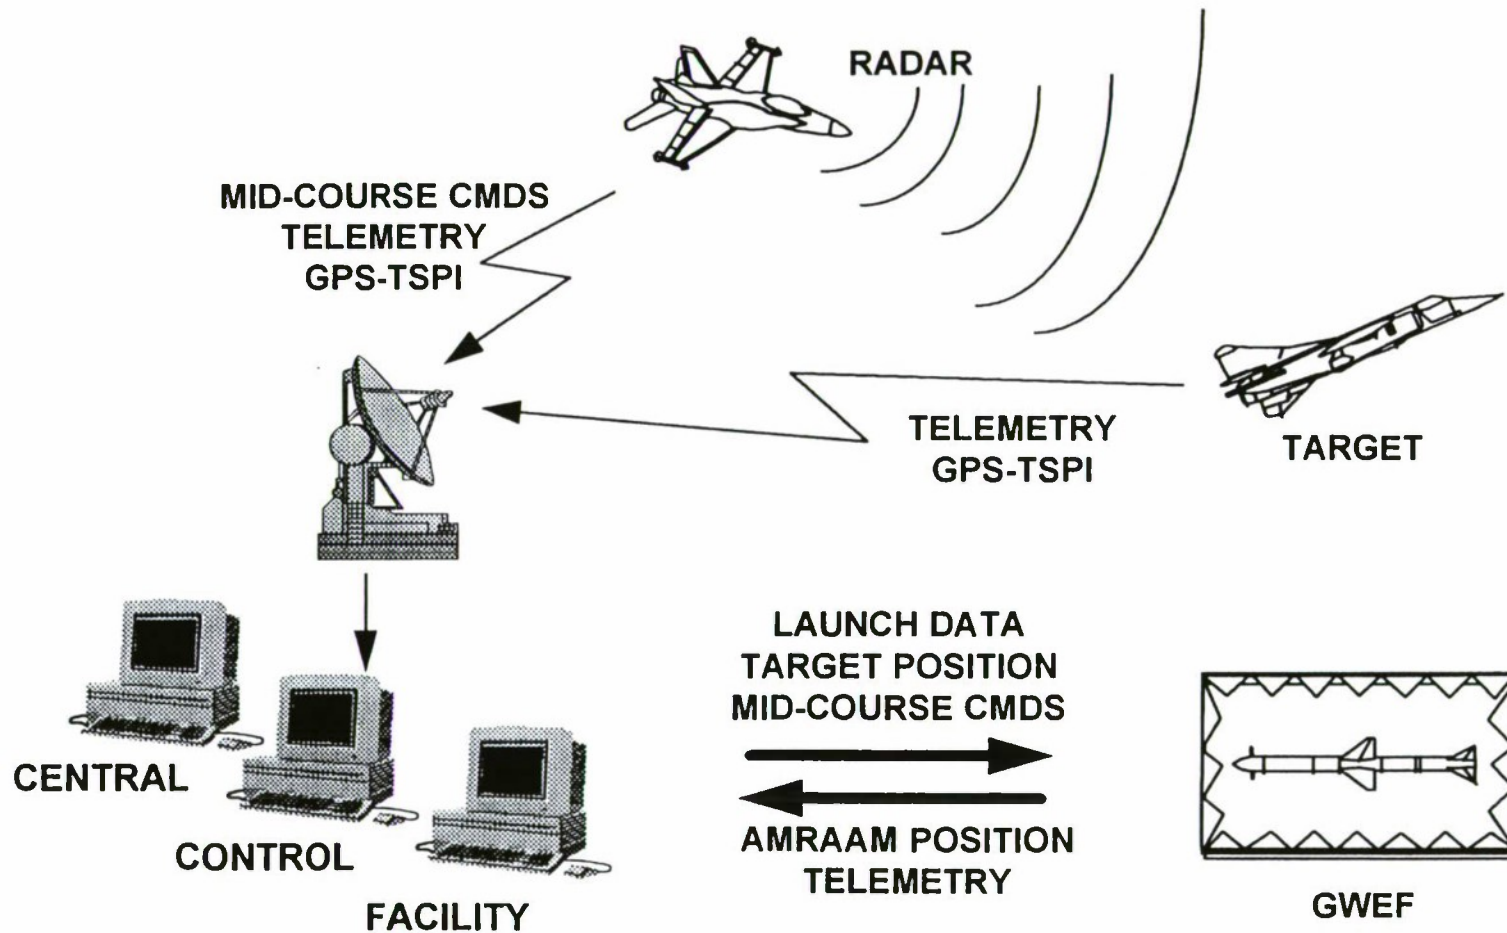 RADAR
MID-COURSE CMDS
TELEMETRY
GPS-TSPI
TELEMETRY
GPS-TSPI
TARGET
LAUNCH DATA
TARGET POSITION
MID-COURSE CMDS
CENTRAL
CONTROL
FACILITY
AMRAAM POSITION
TELEMETRY
GWEF